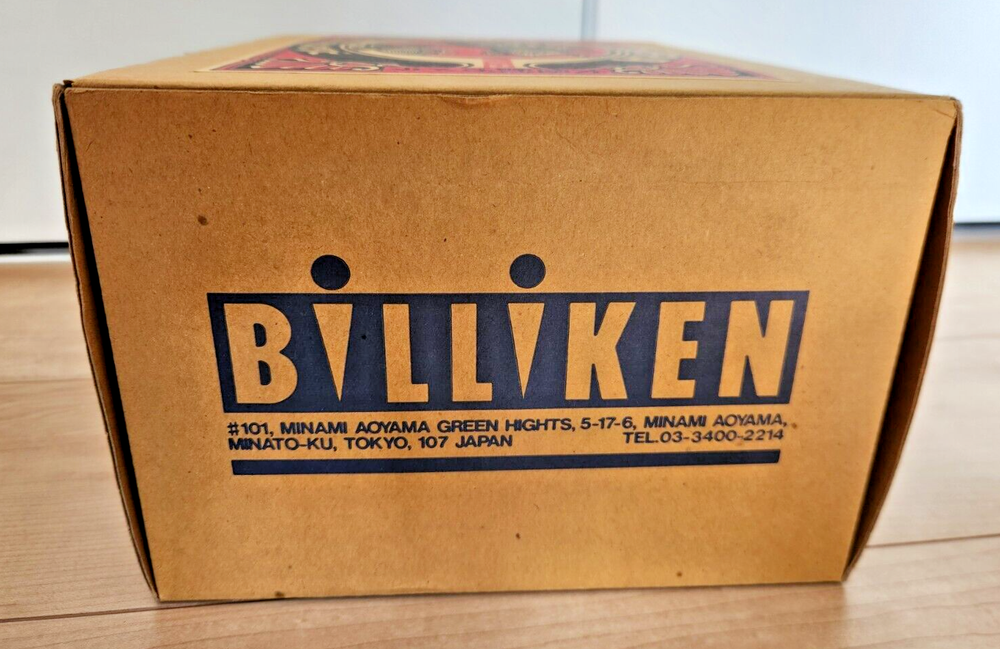 BiLLiKEN
#101, MINAMI AOYAMA GREEN HIGHTS, 5-17-6, MINAMI AOYAMA,
MINATO-KU, TOKYO, 107 JAPAN TEL.03-3400-2214